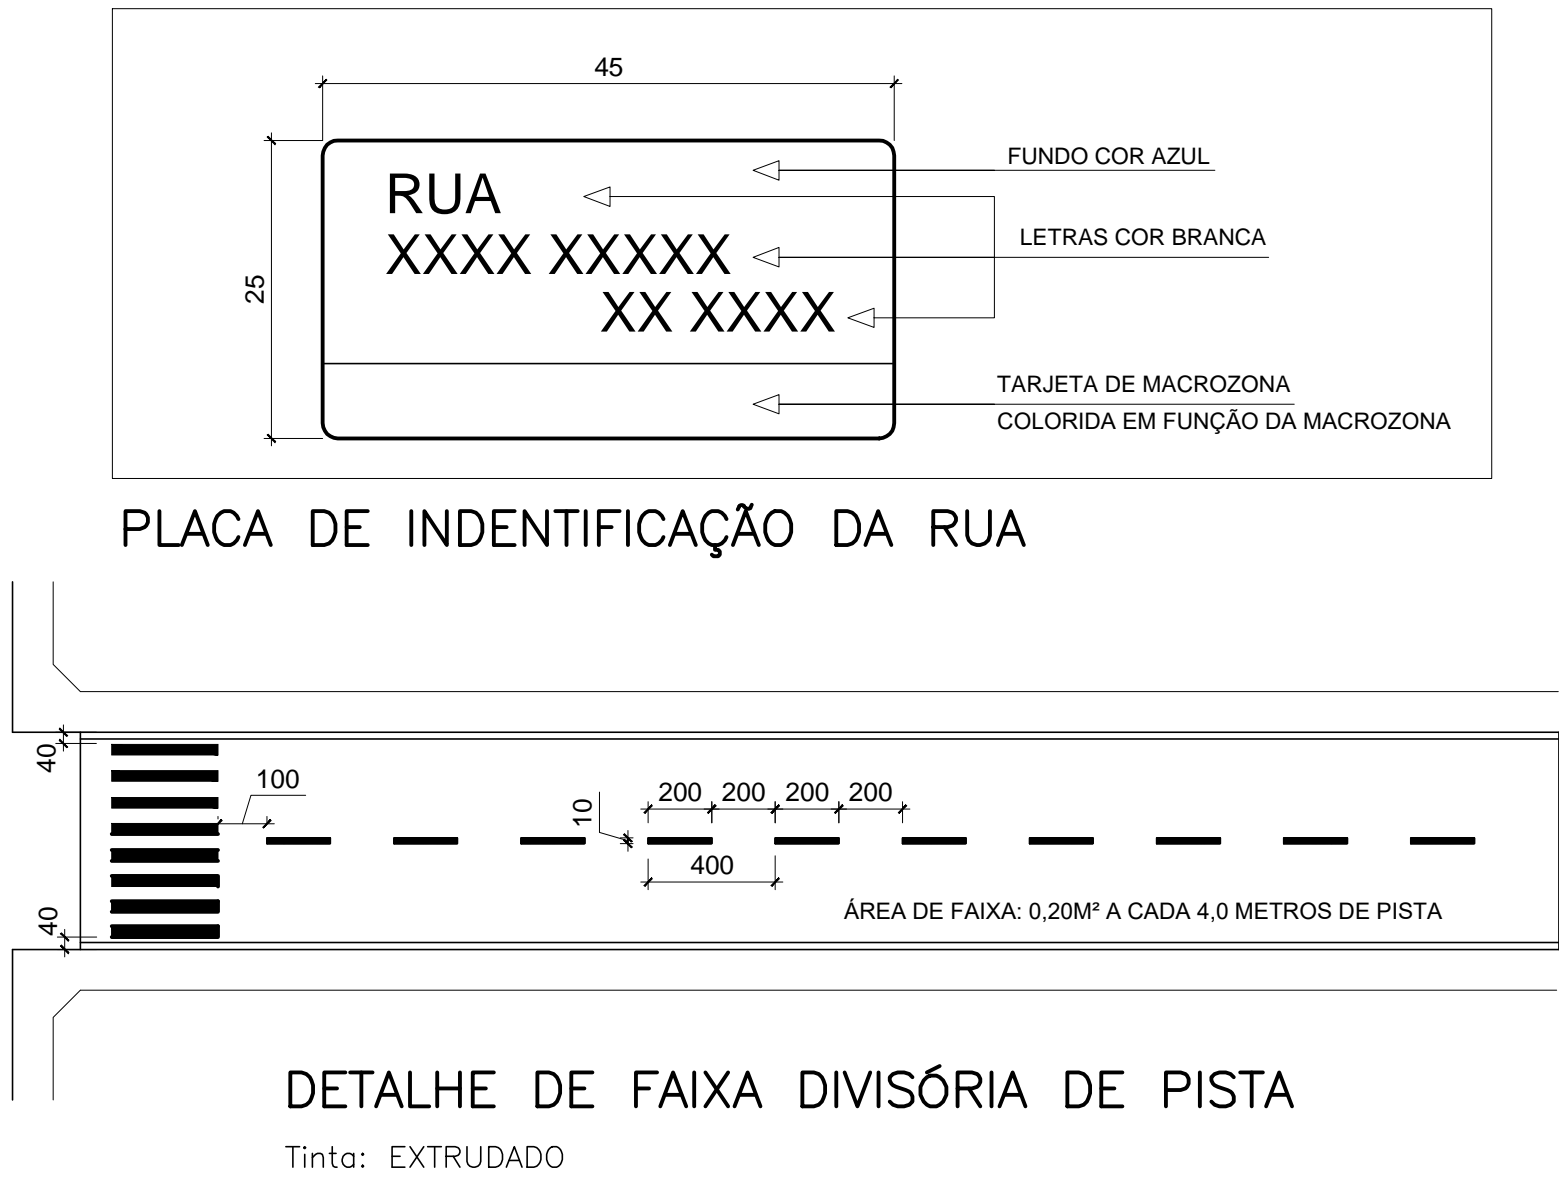 45
25
RUA
XXXX XXXXX
XX XXXX
FUNDO COR AZUL
LETRAS COR BRANCA
TARJETA DE MACROZONA
COLORIDA EM FUNÇÃO DA MACROZONA
PLACA DE INDENTIFICAÇÃO DA RUA
40
100
10
200 200 200 200
400
40
ÁREA DE FAIXA: 0,20M² A CADA 4,0 METROS DE PISTA
DETALHE DE FAIXA DIVISÓRIA DE PISTA
Tinta: EXTRUDADO